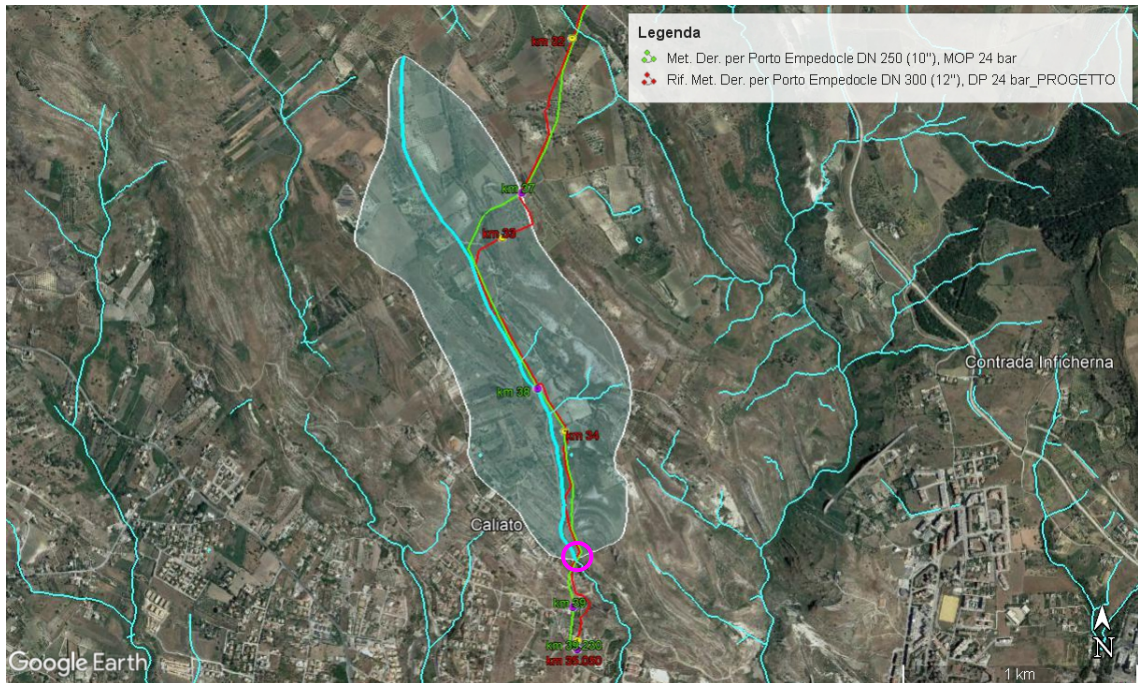 Legenda
Met. Der. per Porto Empedocle DN 250 (10"), MOP 24 bar
Rif. Met. Der. per Porto Empedocle DN 300 (12"), DP 24 bar_PROGETTO
km 37
km 33
Contrada Inficherna
km 38
km 34
Caliato
km 39
Google Earth
1 km
N